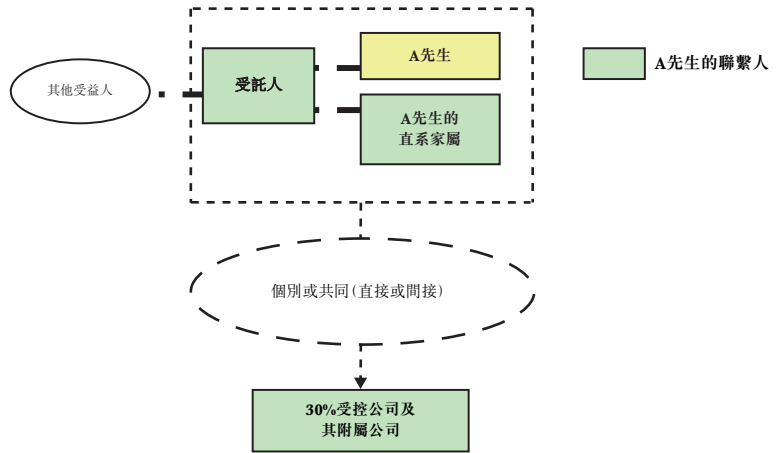 A先生
A先生的聯繫人
其他受益人
受託人
A先生的
直系家屬
個別或共同(直接或間接)
30%受控公司及
其附屬公司